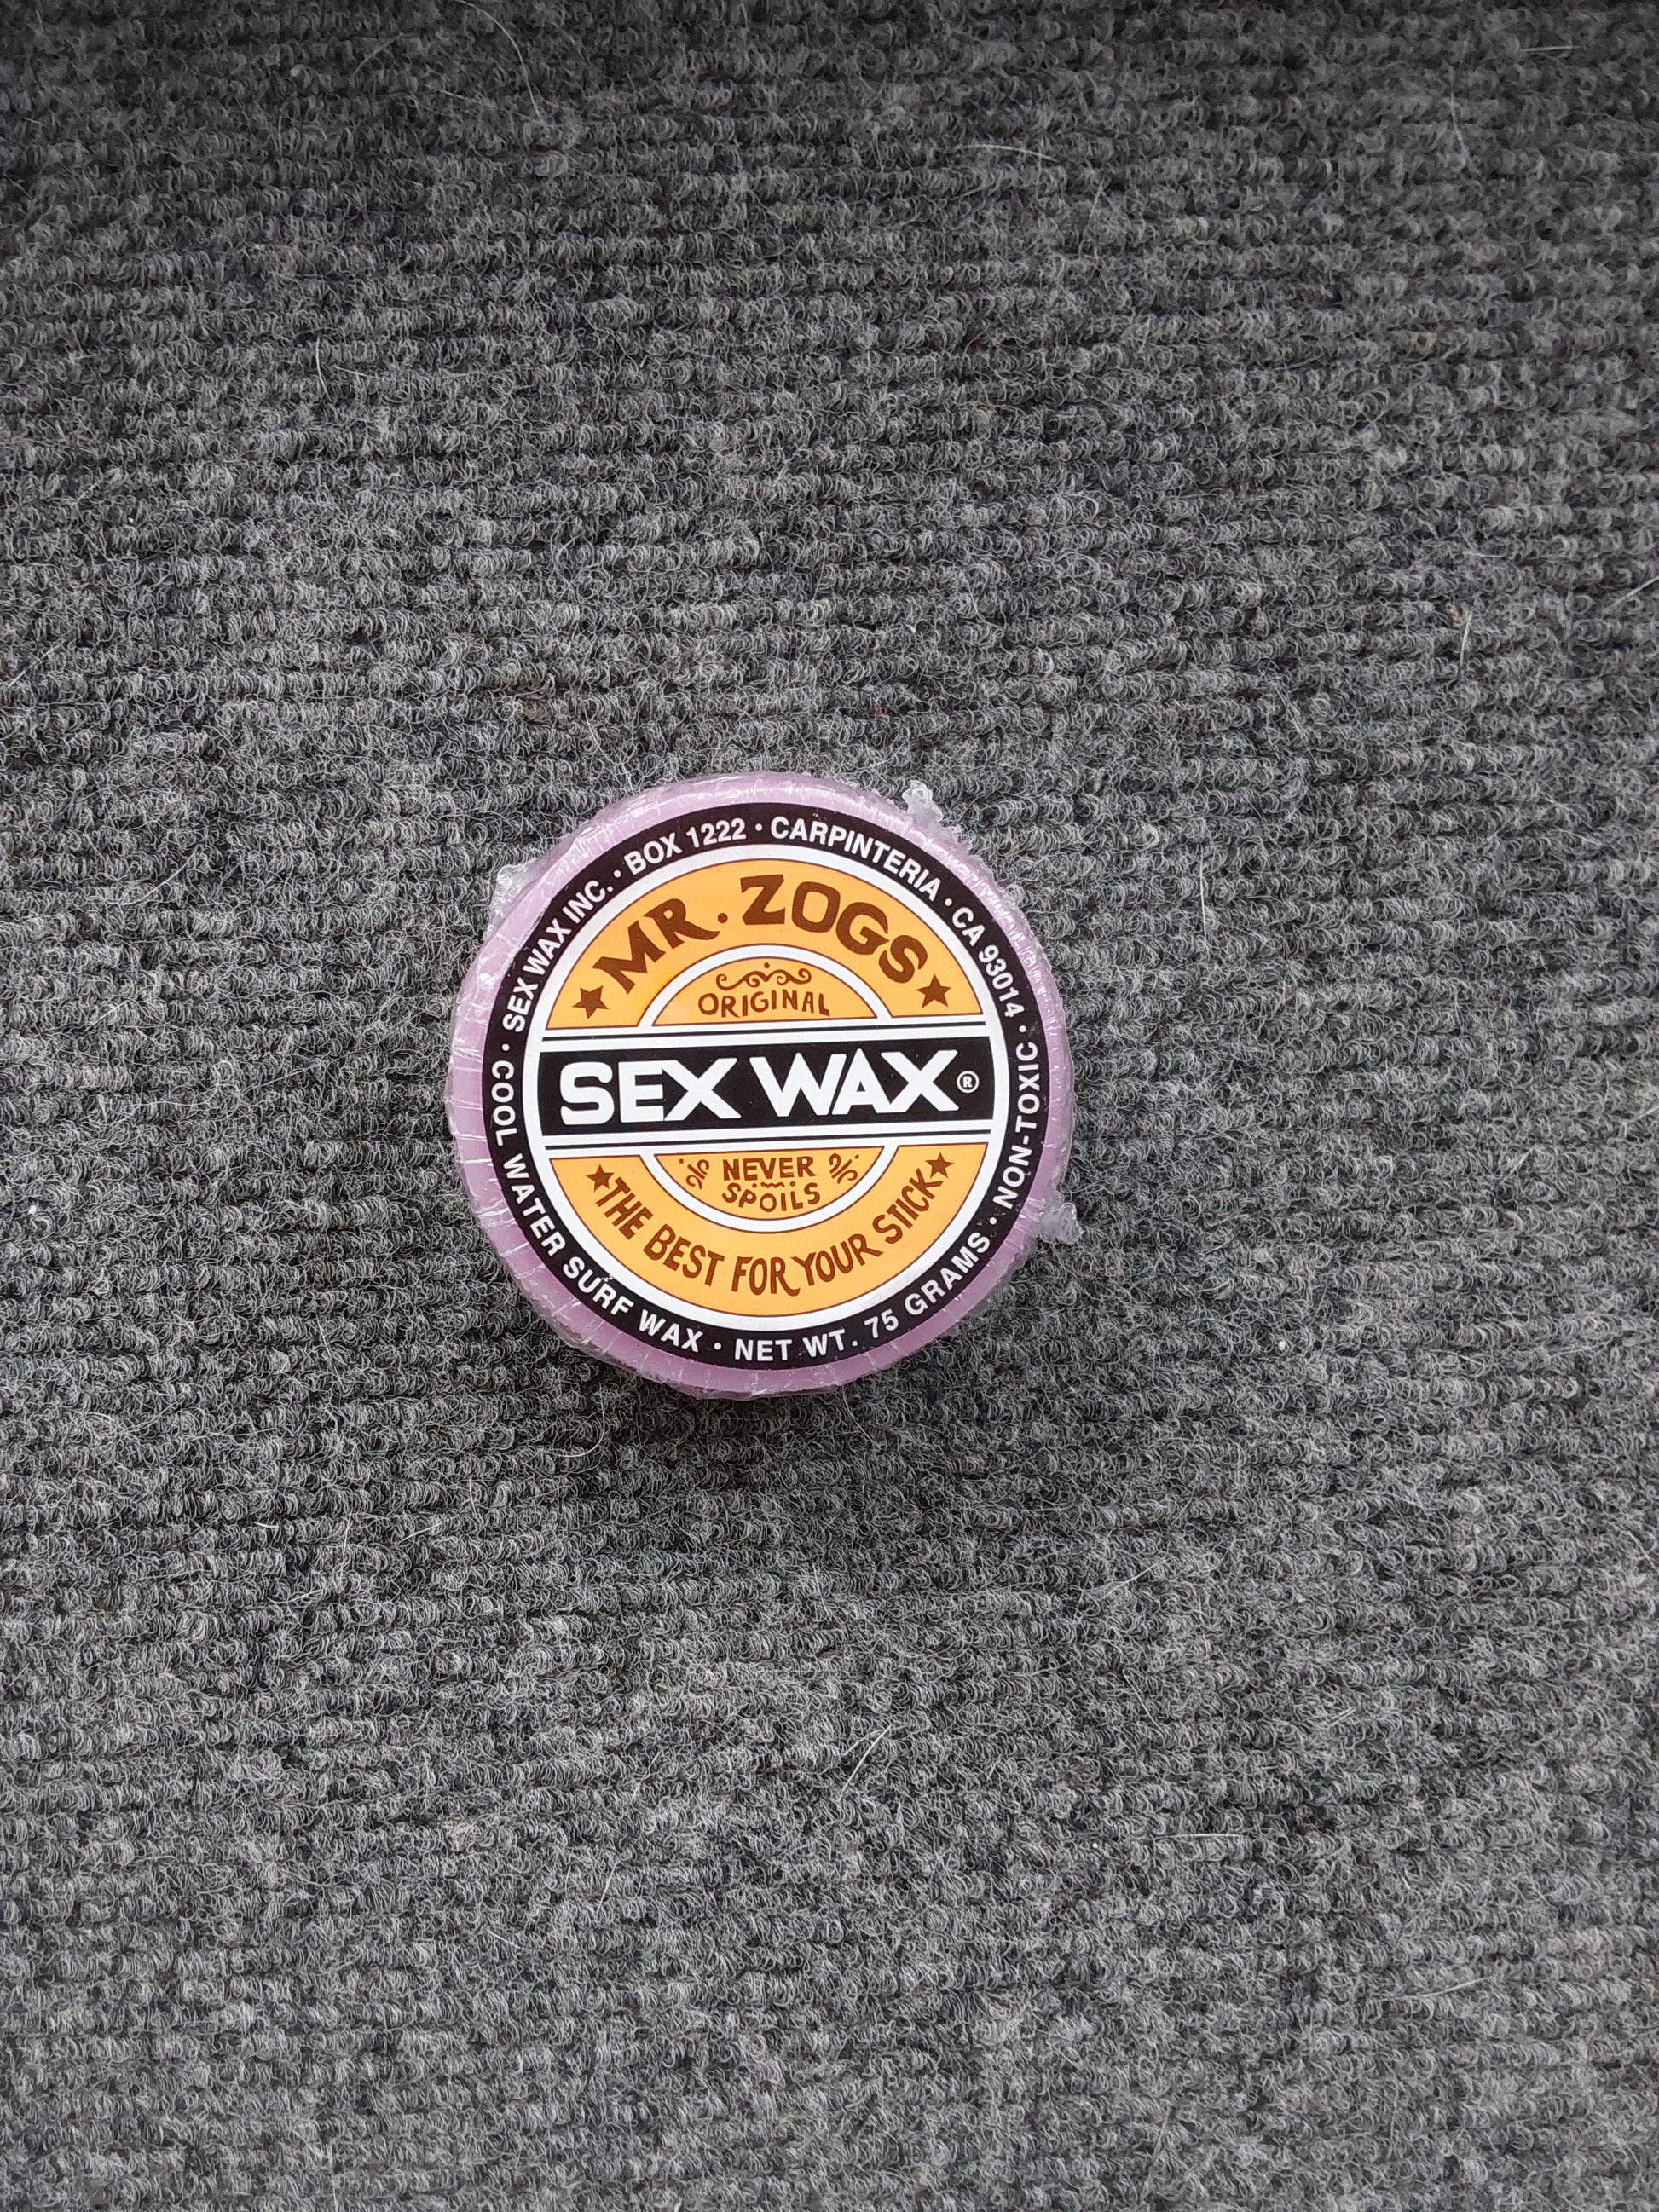 SEX WAX INC. • BOX 1222 • CARPINTERIA • CA 93014 • NON-TOXIC •
★ MR. ZOGS ★
ORIGINAL
SEX WAX®
NEVER
SPOILS
★ THE BEST FOR YOUR STICK ★
COOL WATER SURF WAX • NET WT. 75 GRAMS •